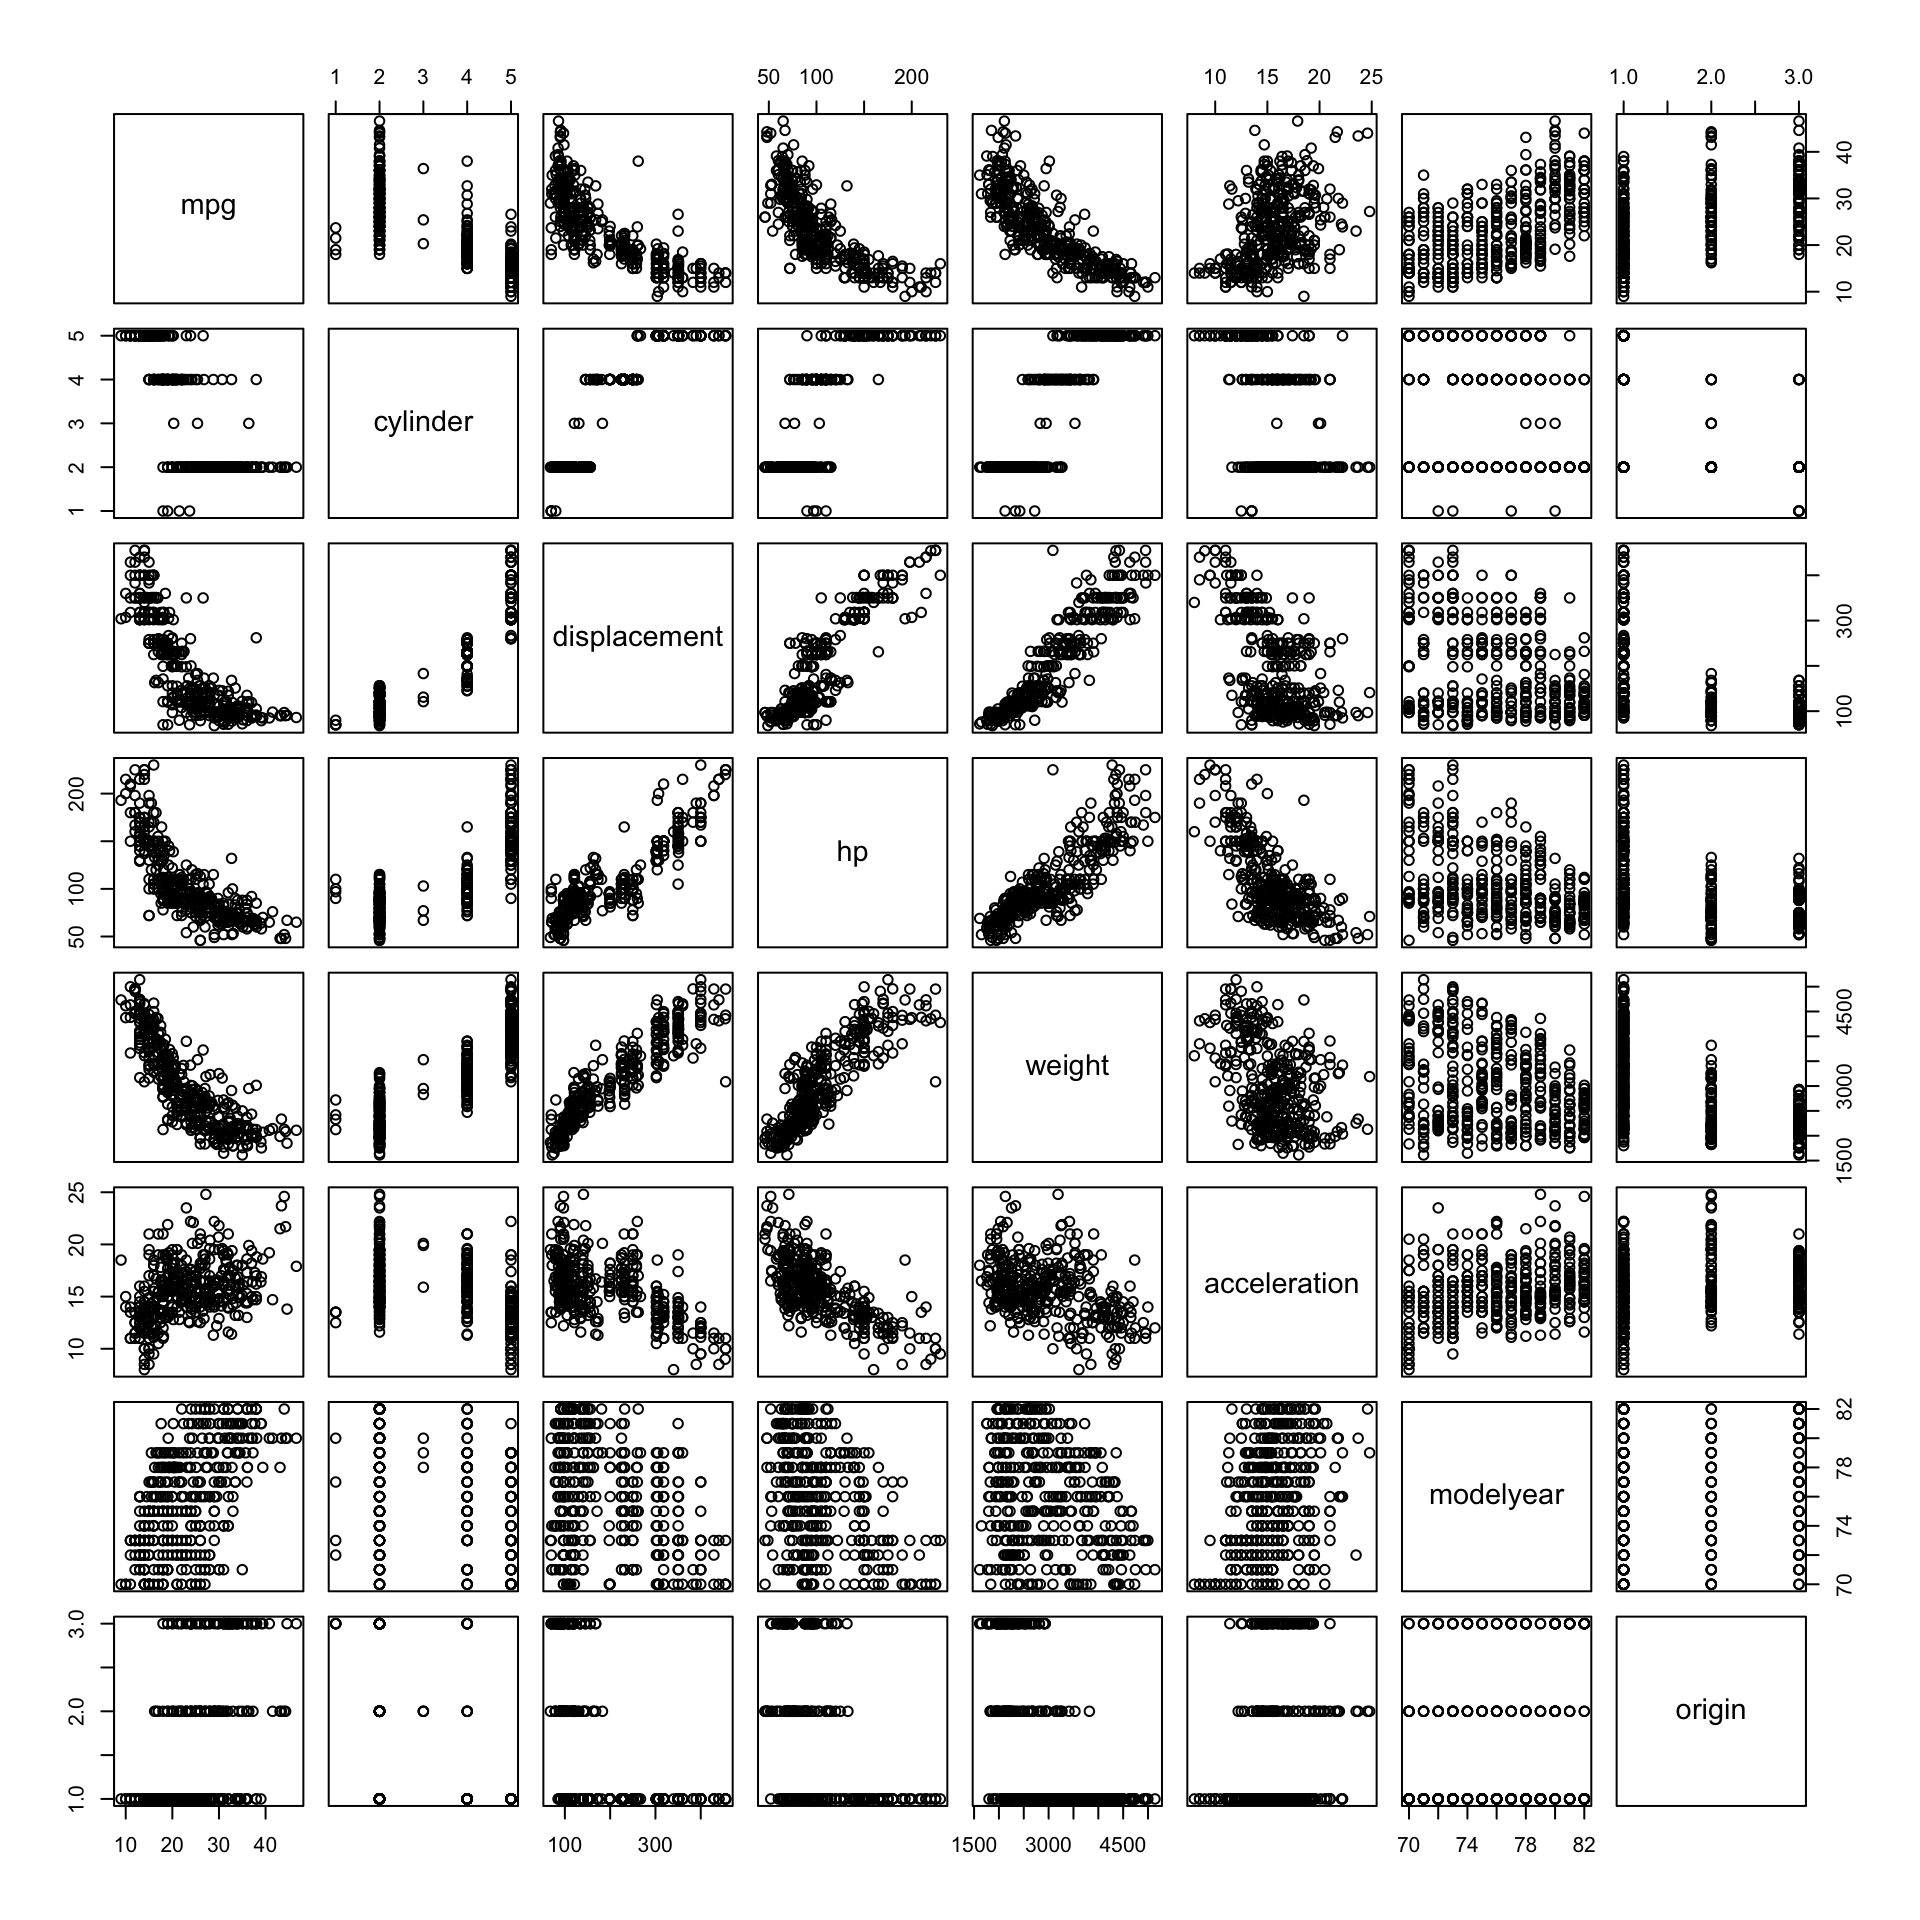 1 2 3 4 5 50 100 200 10 15 20 25 1.0 2.0 3.0
mpg 10 20 30 40
1 2 3 4 5 cylinder
displacement 100 300
50 100 200 hp
weight 1500 3000 4500
10 15 20 25 acceleration
modelyear 70 74 78 82
1.0 2.0 3.0 origin
10 20 30 40 100 300 1500 3000 4500 70 74 78 82